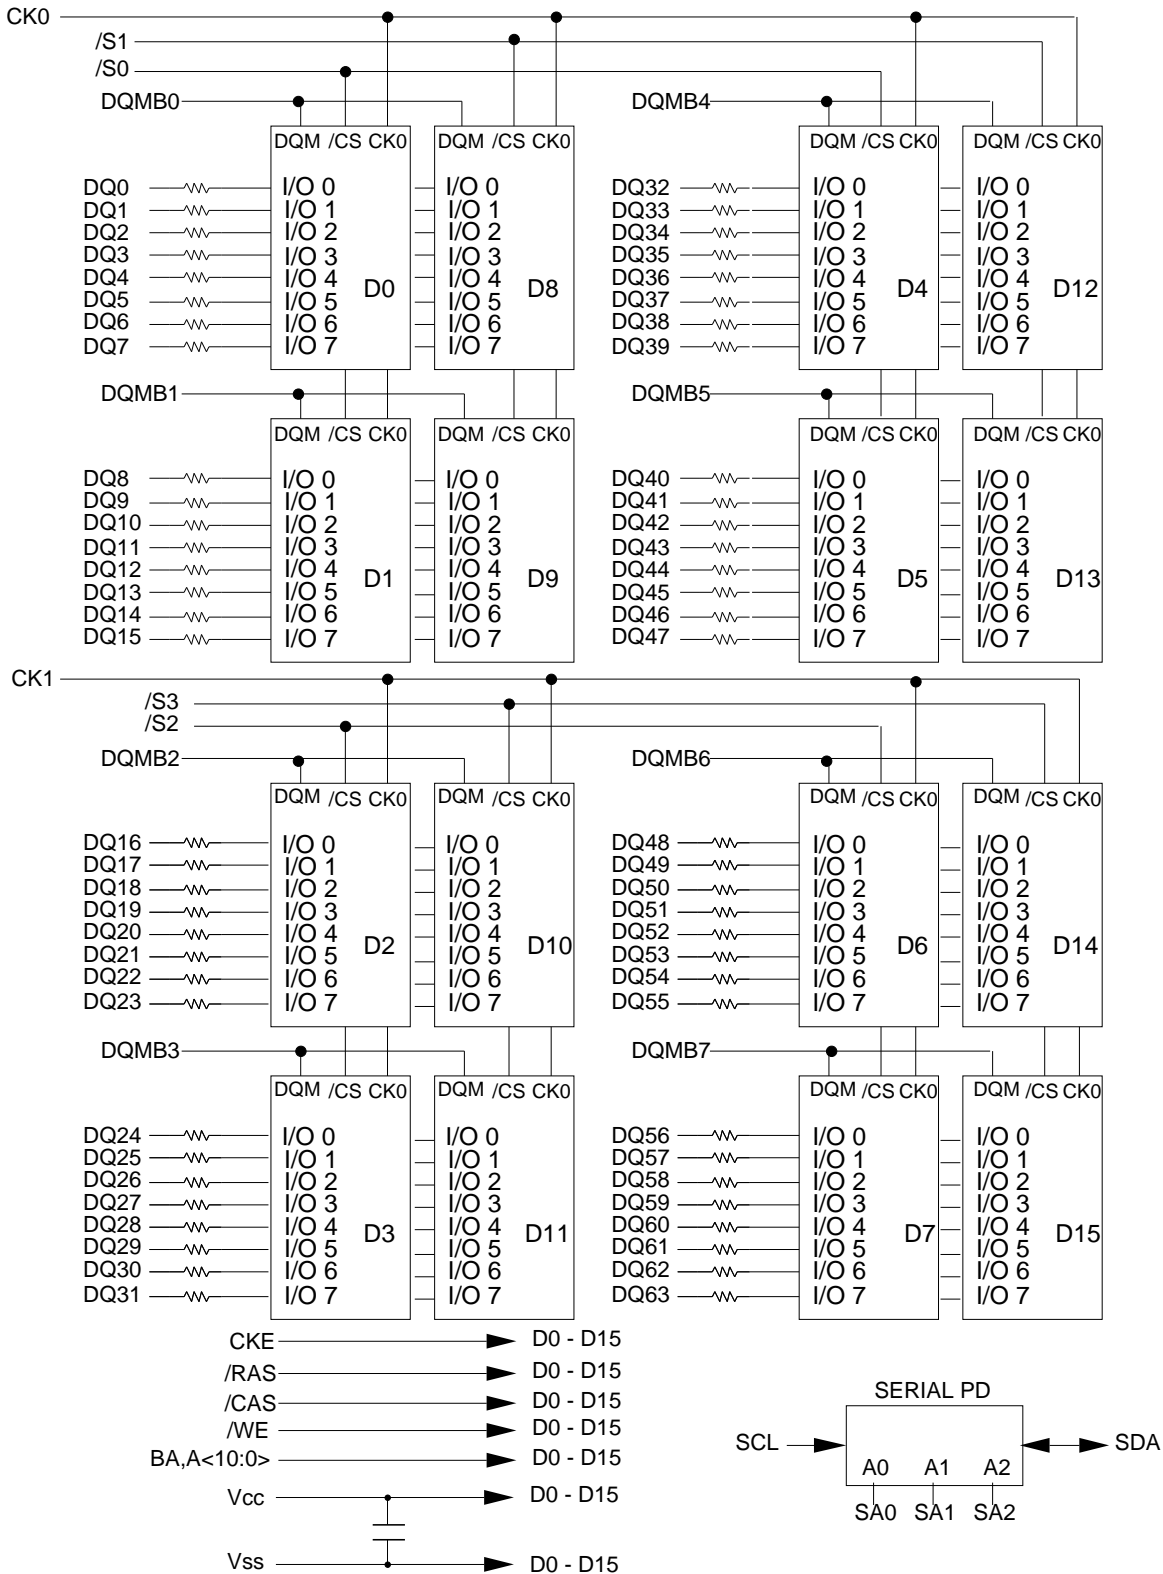 CK0
/S1
/S0
DQMB0 DQMB4
DQM /CS CK0 DQM /CS CK0 DQM /CS CK0 DQM /CS CK0
DQ0 I/O 0 I/O 0 DQ32 I/O 0 I/O 0
DQ1 I/O 1 I/O 1 DQ33 I/O 1 I/O 1
DQ2 I/O 2 I/O 2 DQ34 I/O 2 I/O 2
DQ3 I/O 3 I/O 3 DQ35 I/O 3 I/O 3
DQ4 I/O 4 I/O 4 DQ36 I/O 4 I/O 4
D0 D8 D4 D12
DQ5 I/O 5 I/O 5 DQ37 I/O 5 I/O 5
DQ6 I/O 6 I/O 6 DQ38 I/O 6 I/O 6
DQ7 I/O 7 I/O 7 DQ39 I/O 7 I/O 7
DQMB1 DQMB5
DQM /CS CK0 DQM /CS CK0 DQM /CS CK0 DQM /CS CK0
DQ8 I/O 0 I/O 0 DQ40 I/O 0 I/O 0
DQ9 I/O 1 I/O 1 DQ41 I/O 1 I/O 1
DQ10 I/O 2 I/O 2 DQ42 I/O 2 I/O 2
DQ11 I/O 3 I/O 3 DQ43 I/O 3 I/O 3
DQ12 I/O 4 I/O 4 DQ44 I/O 4 I/O 4
D1 D9 D5 D13
DQ13 I/O 5 I/O 5 DQ45 I/O 5 I/O 5
DQ14 I/O 6 I/O 6 DQ46 I/O 6 I/O 6
DQ15 I/O 7 I/O 7 DQ47 I/O 7 I/O 7
CK1
/S3
/S2
DQMB2 DQMB6
DQM /CS CK0 DQM /CS CK0 DQM /CS CK0 DQM /CS CK0
DQ16 I/O 0 I/O 0 DQ48 I/O 0 I/O 0
DQ17 I/O 1 I/O 1 DQ49 I/O 1 I/O 1
DQ18 I/O 2 I/O 2 DQ50 I/O 2 I/O 2
DQ19 I/O 3 I/O 3 DQ51 I/O 3 I/O 3
DQ20 I/O 4 I/O 4 DQ52 I/O 4 I/O 4
D2 D10 D6 D14
DQ21 I/O 5 I/O 5 DQ53 I/O 5 I/O 5
DQ22 I/O 6 I/O 6 DQ54 I/O 6 I/O 6
DQ23 I/O 7 I/O 7 DQ55 I/O 7 I/O 7
DQMB3 DQMB7
DQM /CS CK0 DQM /CS CK0 DQM /CS CK0 DQM /CS CK0
DQ24 I/O 0 I/O 0 DQ56 I/O 0 I/O 0
DQ25 I/O 1 I/O 1 DQ57 I/O 1 I/O 1
DQ26 I/O 2 I/O 2 DQ58 I/O 2 I/O 2
DQ27 I/O 3 I/O 3 DQ59 I/O 3 I/O 3
DQ28 I/O 4 I/O 4 DQ60 I/O 4 I/O 4
D3 D11 D7 D15
DQ29 I/O 5 I/O 5 DQ61 I/O 5 I/O 5
DQ30 I/O 6 I/O 6 DQ62 I/O 6 I/O 6
DQ31 I/O 7 I/O 7 DQ63 I/O 7 I/O 7
CKE D0 - D15
/RAS D0 - D15
/CAS D0 - D15
/WE D0 - D15
BA,A<10:0> D0 - D15
Vcc D0 - D15
Vss D0 - D15
SERIAL PD
SCL SDA
A0 A1 A2
SA0 SA1 SA2